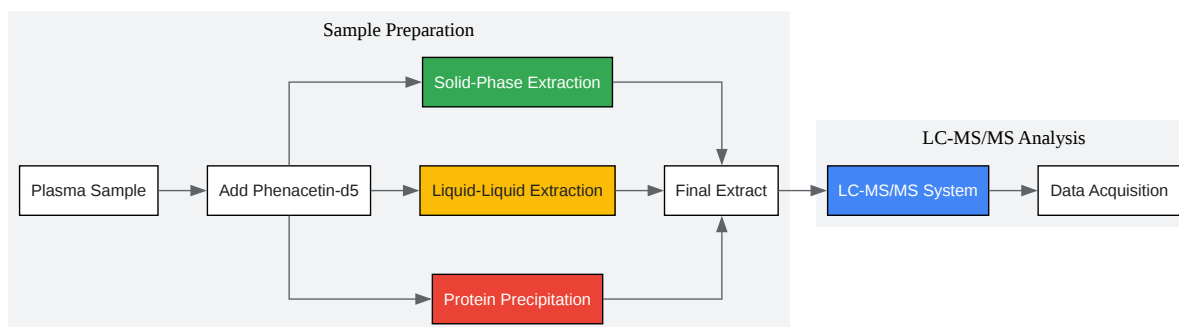 Sample Preparation
Solid-Phase Extraction
LC-MS/MS Analysis
Plasma Sample
Add Phenacetin-d5
Liquid-Liquid Extraction
Final Extract
LC-MS/MS System
Data Acquisition
Protein Precipitation